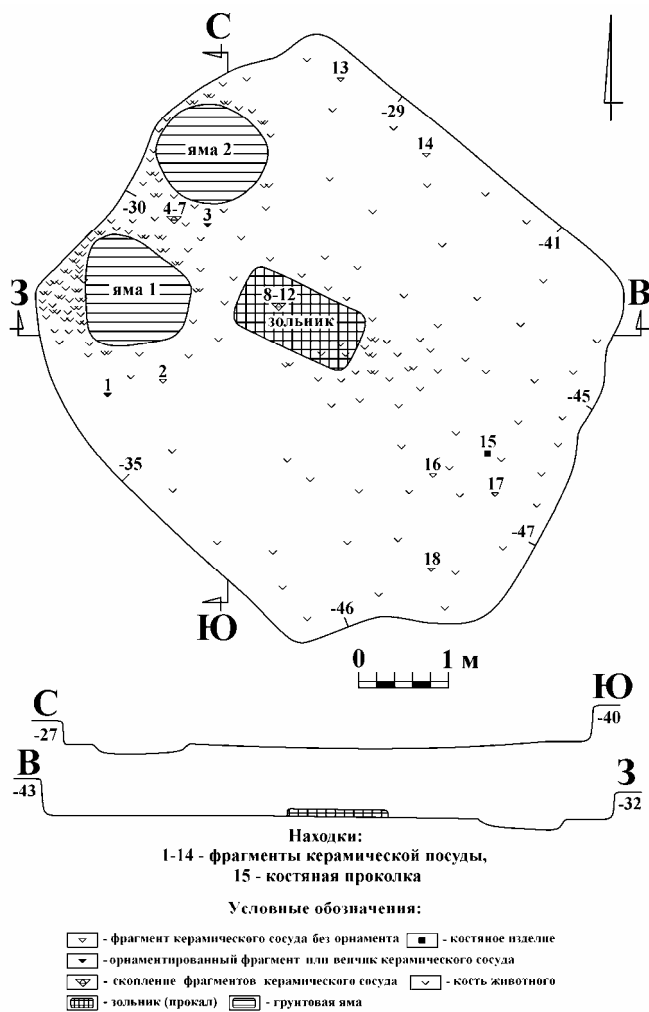 С
13
-29
14
яма 2
-30
4-7
3
-41
З
яма 1
8-12
зольник
В
1
2
-45
15
-35
16
17
-47
18
Ю
-46
0 1 м
С
-27
Ю
-40
В
-43
З
-32
Находки:
1-14 - фрагменты керамической посуды,
15 - костяная проколка
Условные обозначения:
- фрагмент керамического сосуда без орнамента - костяное изделие
- орнаментированный фрагмент или венчик керамического сосуда
- скопление фрагментов керамического сосуда - кость животного
- зольник (прокал) - грунтовая яма